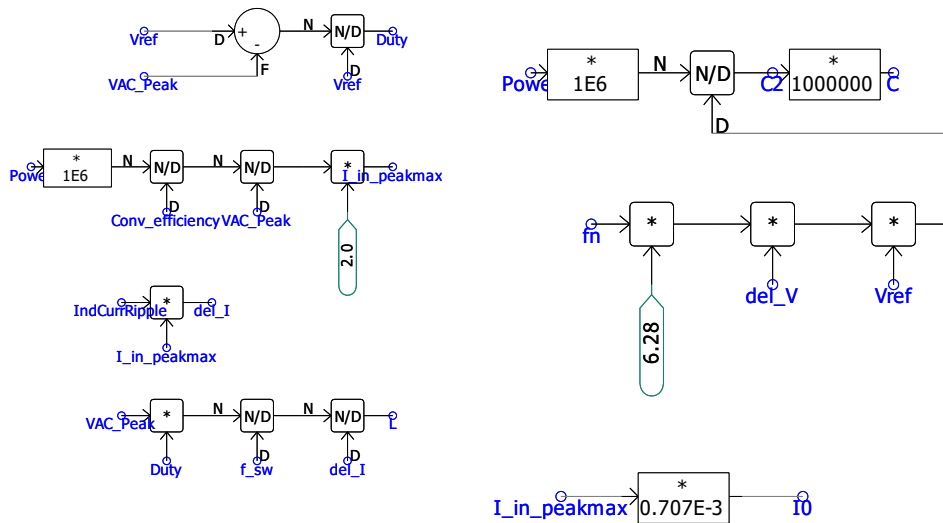 D + N N/D
Vref - Duty
VAC_Peak F D
Vref
* N N/D N N/D *
Powe 1E6 I_in_peakmax
D D
Conv_efficiency VAC_Peak
2.0
*
IndCurrRipple del_I
I_in_peakmax
* N N/D N N/D
VAC_Peak L
D D
Duty f_sw del_I
* N N/D *
Powe 1E6 C2 1000000 C
D
* * *
fn
del_V Vref
6.28
*
I_in_peakmax 0.707E-3 I0